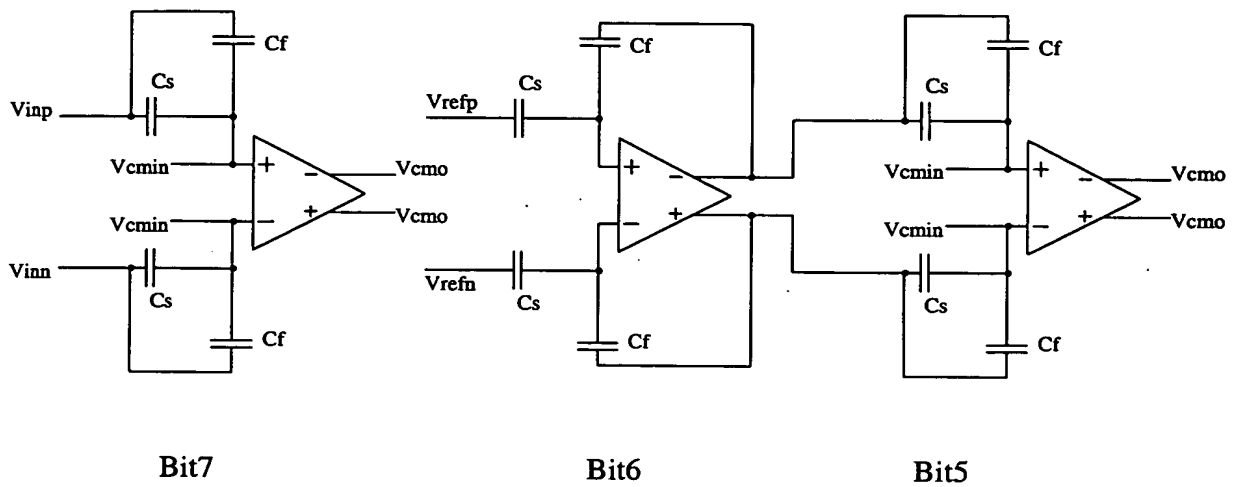 Cf
Cs
Vinp
Vcmin
+
−
Vcmo
−
+
Vcmo
Vcmin
Vinn
Cs
Cf
Bit7
Cf
Cs
Vrefp
+
−
−
+
Vrefn
Cs
Cf
Bit6
Cf
Cs
Vcmin
+
−
Vcmo
−
+
Vcmo
Vcmin
Cs
Cf
Bit5